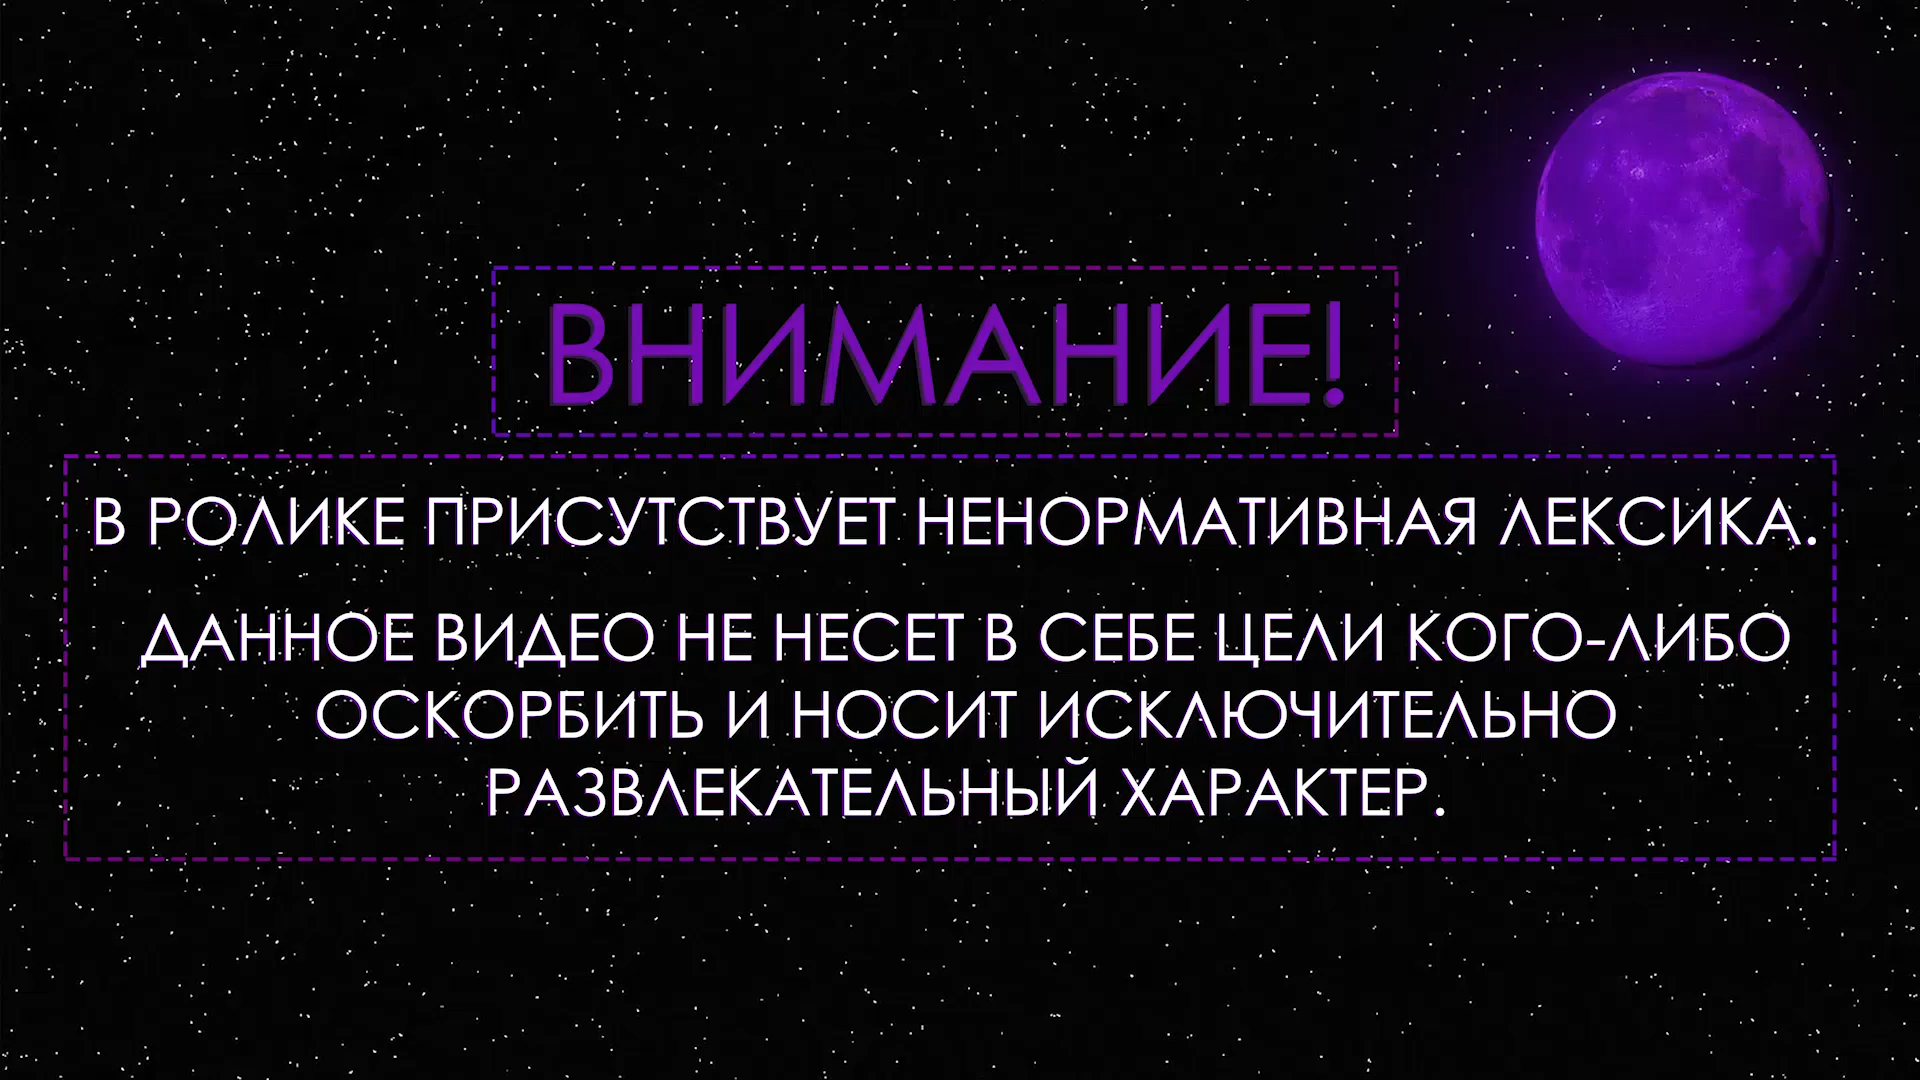 ВНИМАНИЕ!
В РОЛИКЕ ПРИСУТСТВУЕТ НЕНОРМАТИВНАЯ ЛЕКСИКА.
ДАННОЕ ВИДЕО НЕ НЕСЕТ В СЕБЕ ЦЕЛИ КОГО-ЛИБО
ОСКОРБИТЬ И НОСИТ ИСКЛЮЧИТЕЛЬНО
РАЗВЛЕКАТЕЛЬНЫЙ ХАРАКТЕР.